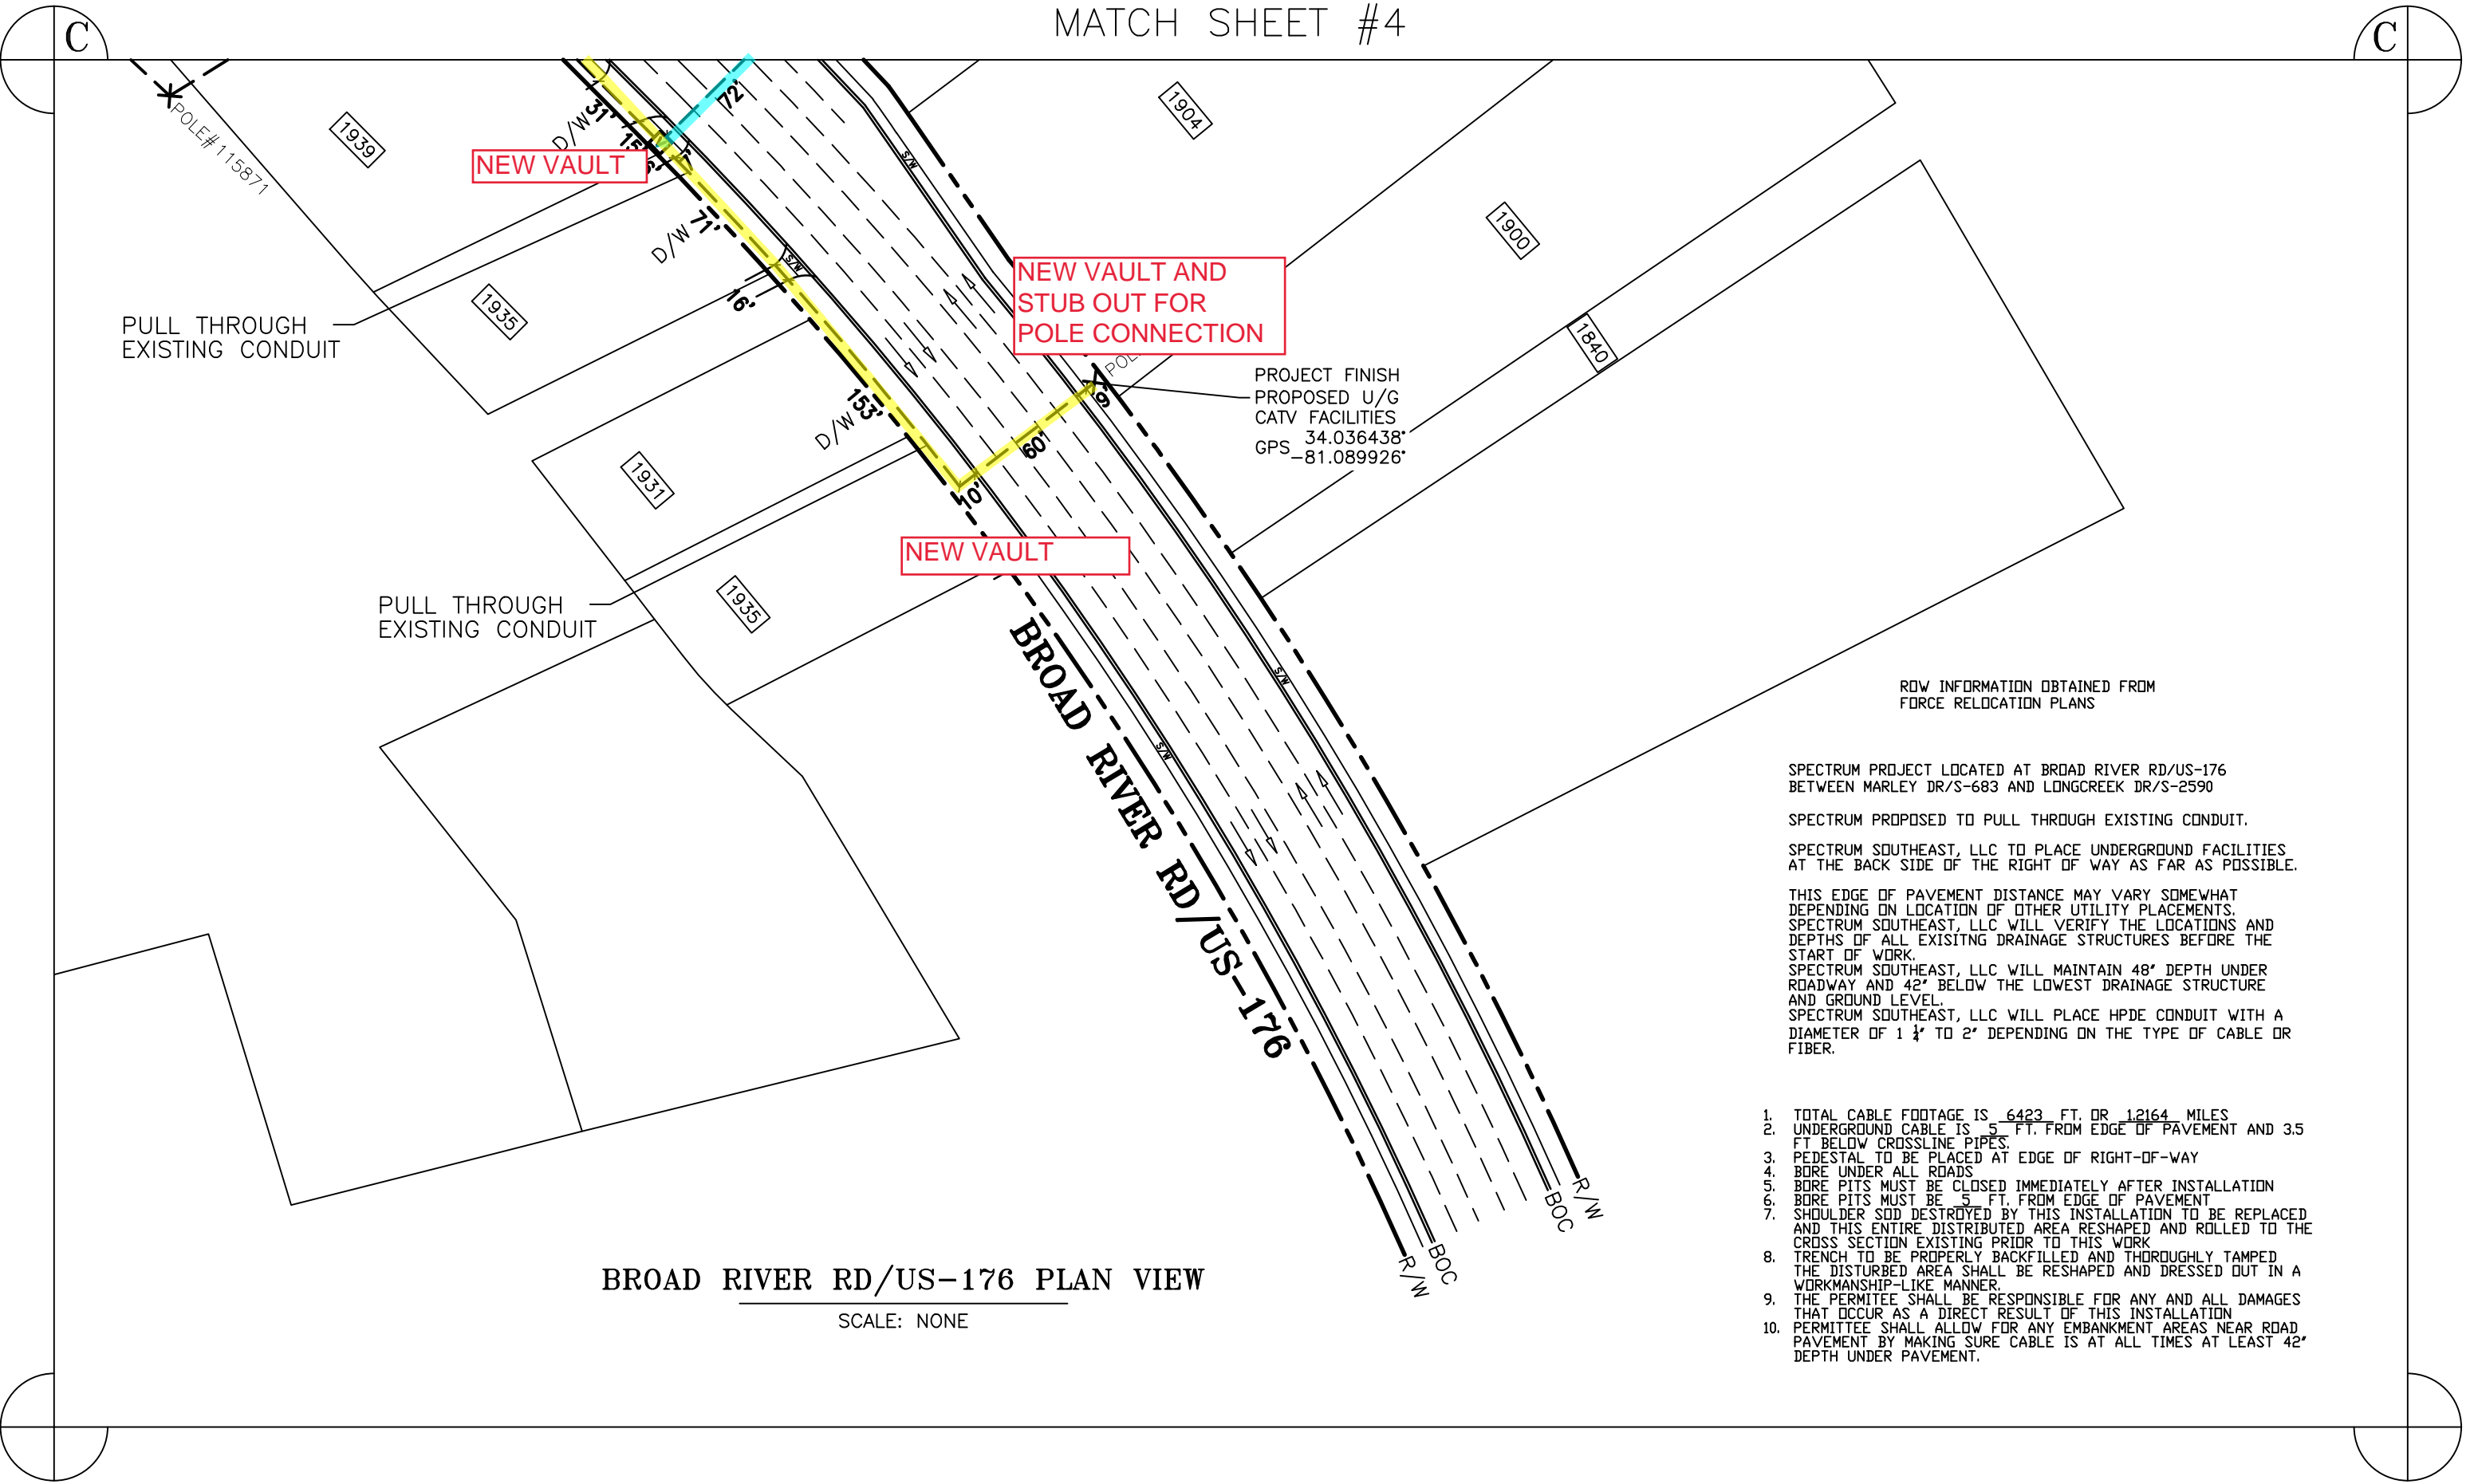 MATCH SHEET #4
C
C
POLE#115871
1939
31'
D/W
72'
NEW VAULT
1904
S/W
1900
71'
D/W
S/W
16'
1935
PULL THROUGH
EXISTING CONDUIT
NEW VAULT AND
STUB OUT FOR
POLE CONNECTION
1840
PROJECT FINISH
PROPOSED U/G
CATV FACILITIES
GPS 34.036438°
-81.089926°
153'
D/W
60'
9'
10'
1931
NEW VAULT
1935
PULL THROUGH
EXISTING CONDUIT
BROAD RIVER RD/US-176
S/W
S/W
ROW INFORMATION OBTAINED FROM
FORCE RELOCATION PLANS
SPECTRUM PROJECT LOCATED AT BROAD RIVER RD/US-176
BETWEEN MARLEY DR/S-683 AND LONGCREEK DR/S-2590
SPECTRUM PROPOSED TO PULL THROUGH EXISTING CONDUIT.
SPECTRUM SOUTHEAST, LLC TO PLACE UNDERGROUND FACILITIES
AT THE BACK SIDE OF THE RIGHT OF WAY AS FAR AS POSSIBLE.
THIS EDGE OF PAVEMENT DISTANCE MAY VARY SOMEWHAT
DEPENDING ON LOCATION OF OTHER UTILITY PLACEMENTS.
SPECTRUM SOUTHEAST, LLC WILL VERIFY THE LOCATIONS AND
DEPTHS OF ALL EXISITNG DRAINAGE STRUCTURES BEFORE THE
START OF WORK.
SPECTRUM SOUTHEAST, LLC WILL MAINTAIN 48" DEPTH UNDER
ROADWAY AND 42" BELOW THE LOWEST DRAINAGE STRUCTURE
AND GROUND LEVEL.
SPECTRUM SOUTHEAST, LLC WILL PLACE HPDE CONDUIT WITH A
DIAMETER OF 1 1/4" TO 2" DEPENDING ON THE TYPE OF CABLE OR
FIBER.
1. TOTAL CABLE FOOTAGE IS 6423 FT. OR 1.2164 MILES
2. UNDERGROUND CABLE IS 5 FT. FROM EDGE OF PAVEMENT AND 3.5
FT BELOW CROSSLINE PIPES.
3. PEDESTAL TO BE PLACED AT EDGE OF RIGHT-OF-WAY
4. BORE UNDER ALL ROADS
5. BORE PITS MUST BE CLOSED IMMEDIATELY AFTER INSTALLATION
6. BORE PITS MUST BE 5 FT. FROM EDGE OF PAVEMENT
7. SHOULDER SOD DESTROYED BY THIS INSTALLATION TO BE REPLACED
AND THIS ENTIRE DISTRIBUTED AREA RESHAPED AND ROLLED TO THE
CROSS SECTION EXISTING PRIOR TO THIS WORK
8. TRENCH TO BE PROPERLY BACKFILLED AND THOROUGHLY TAMPED
THE DISTURBED AREA SHALL BE RESHAPED AND DRESSED OUT IN A
WORKMANSHIP-LIKE MANNER.
9. THE PERMITEE SHALL BE RESPONSIBLE FOR ANY AND ALL DAMAGES
THAT OCCUR AS A DIRECT RESULT OF THIS INSTALLATION
10. PERMITTEE SHALL ALLOW FOR ANY EMBANKMENT AREAS NEAR ROAD
PAVEMENT BY MAKING SURE CABLE IS AT ALL TIMES AT LEAST 42"
DEPTH UNDER PAVEMENT.
R/W
BOC
BOC
R/W
BROAD RIVER RD/US-176 PLAN VIEW
SCALE: NONE